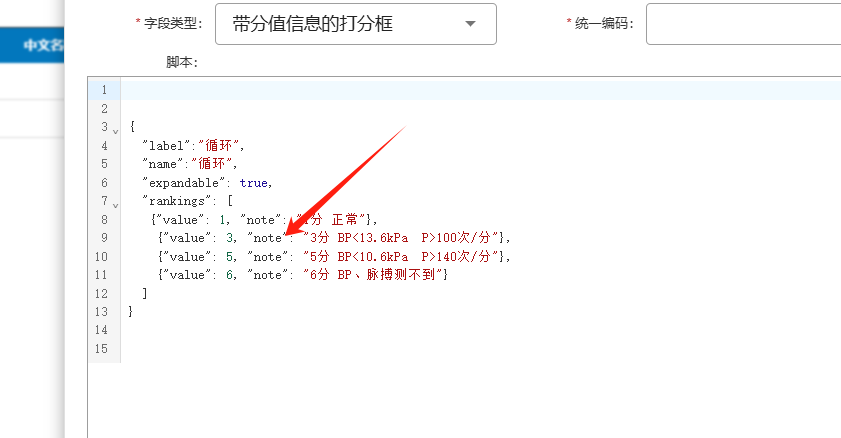 *字段类型: 带分值信息的打分框 *统一编码:
中文名
脚本:
1
2
3 {
4 "label":"循环",
5 "name":"循环",
6 "expandable": true,
7 "rankings": [
8 {"value": 1, "note": "1分 正常"},
9 {"value": 3, "note": "3分 BP<13.6kPa  P>100次/分"},
10 {"value": 5, "note": "5分 BP<10.6kPa  P>140次/分"},
11 {"value": 6, "note": "6分 BP、脉搏测不到"}
12 ]
13 }
14
15